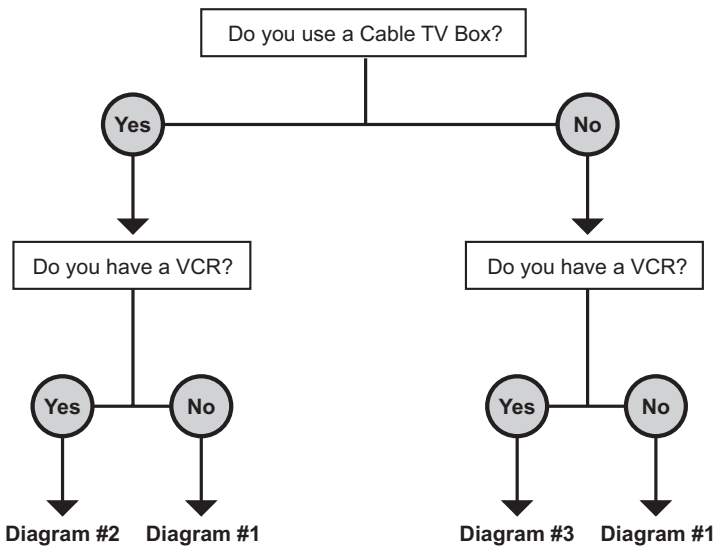 Do you use a Cable TV Box?
Yes
No
Do you have a VCR?
Do you have a VCR?
Yes
No
Yes
No
Diagram #2
Diagram #1
Diagram #3
Diagram #1